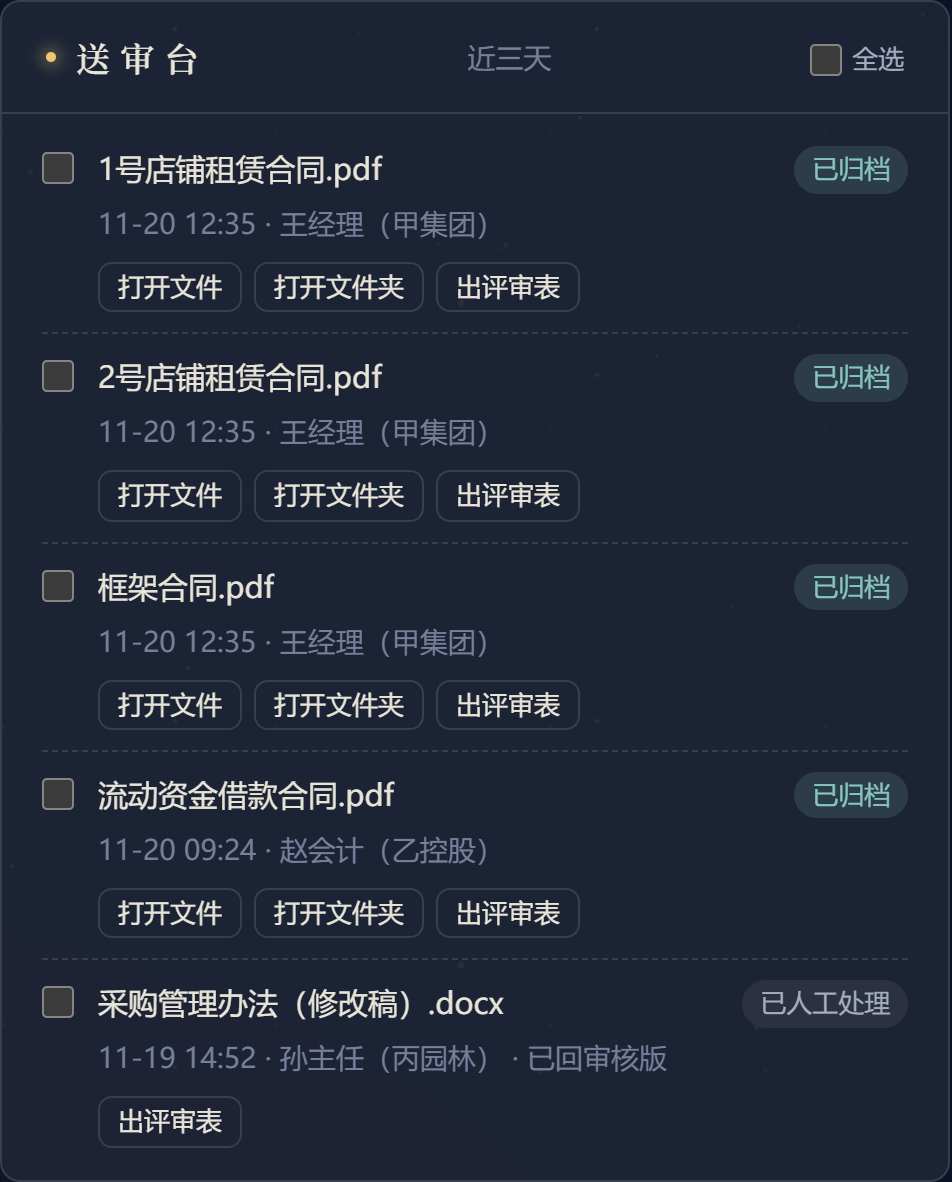 送审台 近三天 全选
1号店铺租赁合同.pdf 已归档
11-20 12:35 · 王经理（甲集团）
打开文件 打开文件夹 出评审表
2号店铺租赁合同.pdf 已归档
11-20 12:35 · 王经理（甲集团）
打开文件 打开文件夹 出评审表
框架合同.pdf 已归档
11-20 12:35 · 王经理（甲集团）
打开文件 打开文件夹 出评审表
流动资金借款合同.pdf 已归档
11-20 09:24 · 赵会计（乙控股）
打开文件 打开文件夹 出评审表
采购管理办法（修改稿）.docx 已人工处理
11-19 14:52 · 孙主任（丙园林） · 已回审核版
出评审表